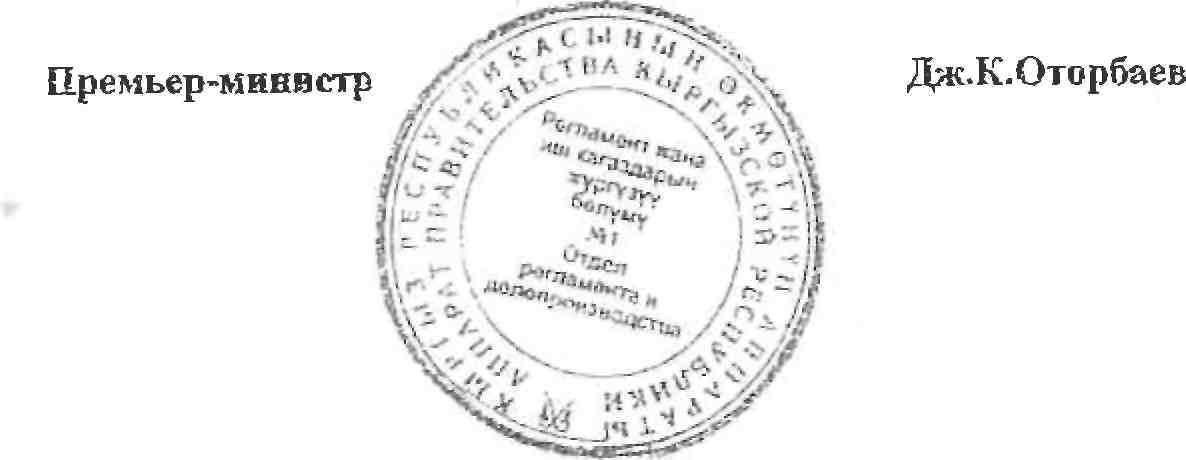 Премьер-министр
Дж.К.Оторбаев
КЫРГЫЗ РЕСПУБЛИКАСЫНЫН ӨКМӨТҮНҮН АППАРАТЫ
АППАРАТ ПРАВИТЕЛЬСТВА КЫРГЫЗСКОЙ РЕСПУБЛИКИ
Регламент жана
иш кагаздарын
жүргүзүү
бөлүмү
№1
Отдел
регламента и
делопроизводства